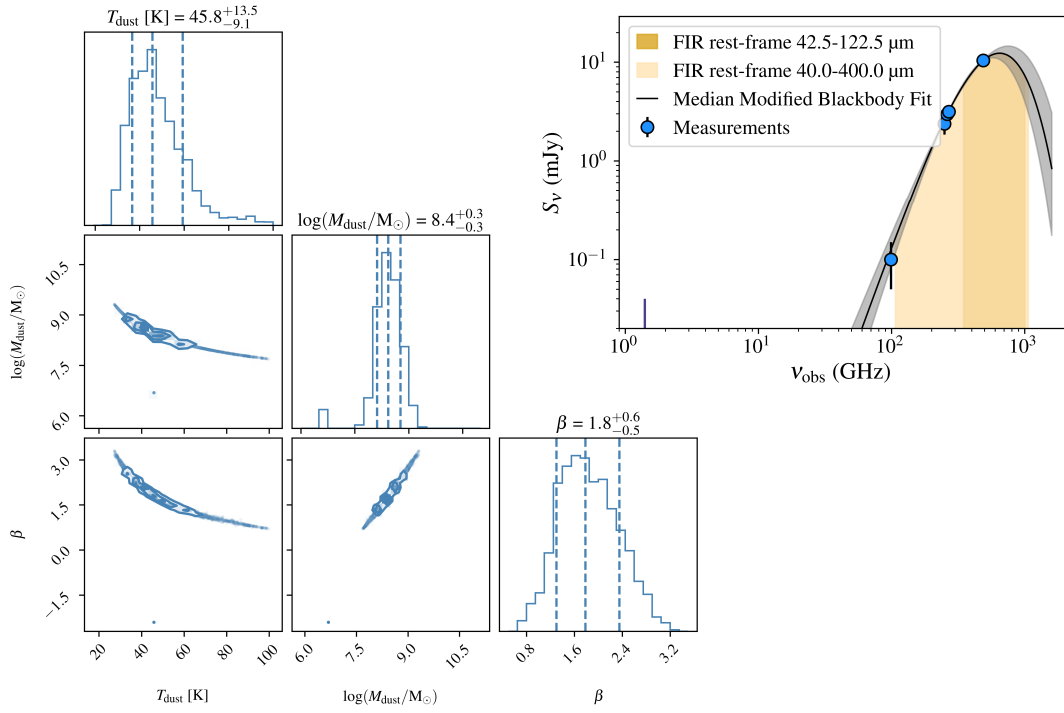 T_dust [K] = 45.8^{+13.5}_{-9.1}
FIR rest-frame 42.5-122.5 μm
FIR rest-frame 40.0-400.0 μm
Median Modified Blackbody Fit
Measurements
10^1
10^0
10^{-1}
S_ν (mJy)
10^0 10^1 10^2 10^3
ν_obs (GHz)
log(M_dust/M_⊙) = 8.4^{+0.3}_{-0.3}
10.5
9.0
7.5
6.0
log(M_dust/M_⊙)
β = 1.8^{+0.6}_{-0.5}
3.0
1.5
0.0
−1.5
β
20 40 60 80 100
6.0 7.5 9.0 10.5
0.8 1.6 2.4 3.2
T_dust [K]
log(M_dust/M_⊙)
β